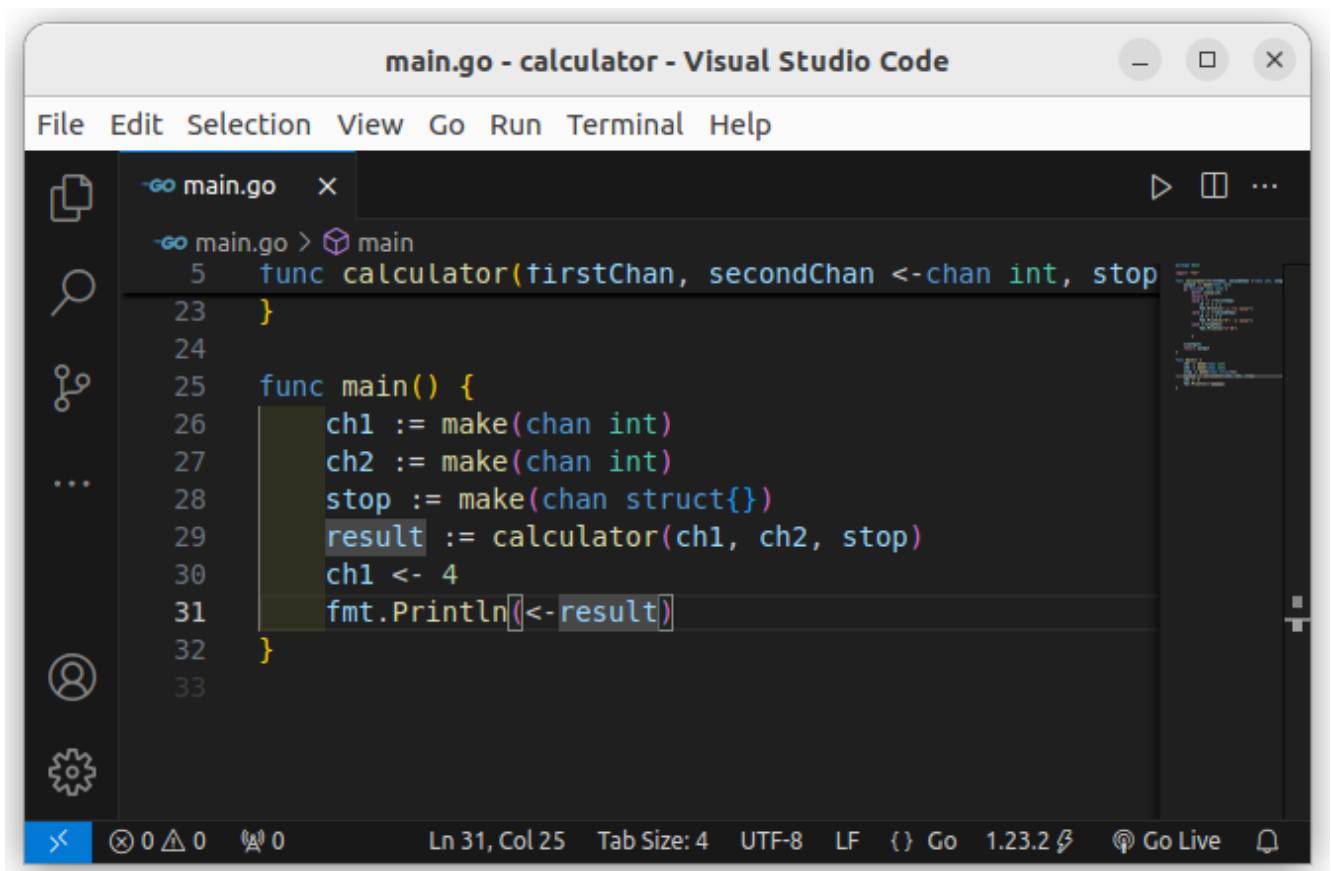 main.go - calculator - Visual Studio Code
File Edit Selection View Go Run Terminal Help
GO main.go
GO main.go > main
5 func calculator(firstChan, secondChan <-chan int, stop
23 }
24
25 func main() {
26 ch1 := make(chan int)
27 ch2 := make(chan int)
28 stop := make(chan struct{})
29 result := calculator(ch1, ch2, stop)
30 ch1 <- 4
31 fmt.Println(<-result)
32 }
33
0 0 0 Ln 31, Col 25 Tab Size: 4 UTF-8 LF {} Go 1.23.2 Go Live